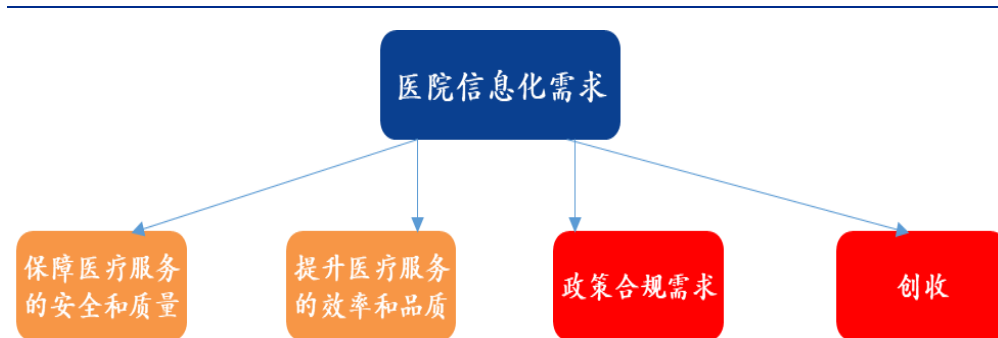 医院信息化需求
保障医疗服务
的安全和质量
提升医疗服务
的效率和品质
政策合规需求
创收